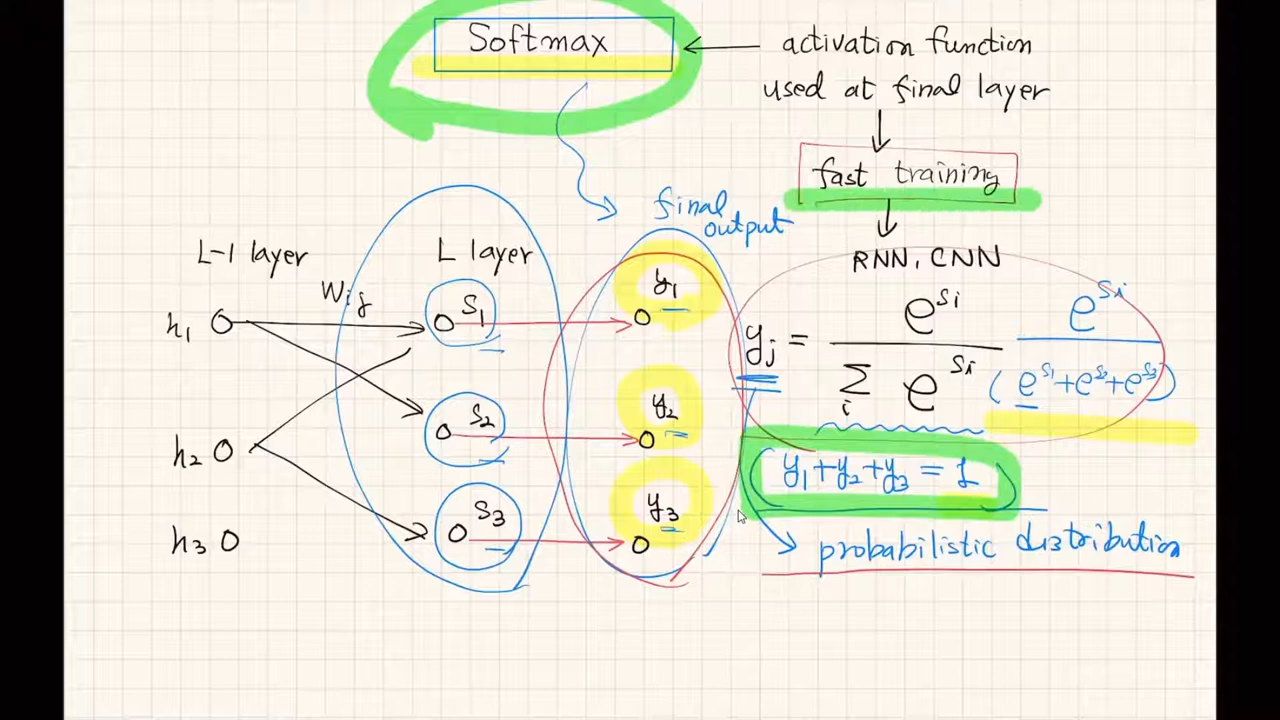 Softmax
activation function
used at final layer
fast training
RNN, CNN
final
output
L-1 layer
L layer
Wij
h1
h2
h3
S1
S2
S3
y1
y2
y3
yj = e^Si / Σi e^Si
e^Si / (e^S1+e^S2+e^S3)
(y1+y2+y3 = 1)
probabilistic distribution